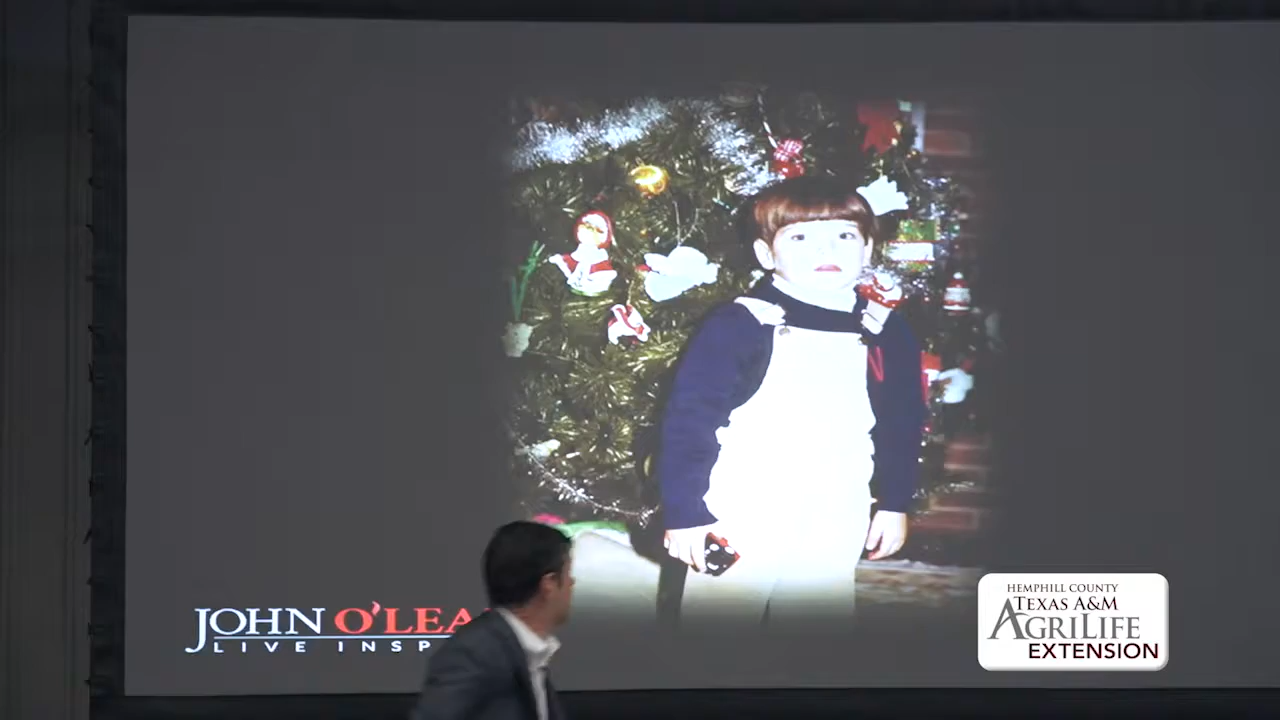 JOHN O'LEA
LIVE INSP
HEMPHILL COUNTY
TEXAS A&M
AGRILIFE
EXTENSION